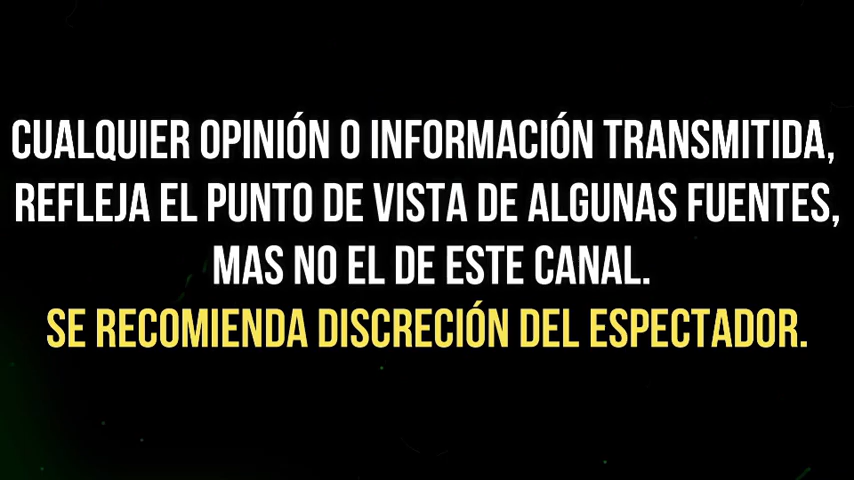 CUALQUIER OPINIÓN O INFORMACIÓN TRANSMITIDA,
REFLEJA EL PUNTO DE VISTA DE ALGUNAS FUENTES,
MAS NO EL DE ESTE CANAL.
SE RECOMIENDA DISCRECIÓN DEL ESPECTADOR.